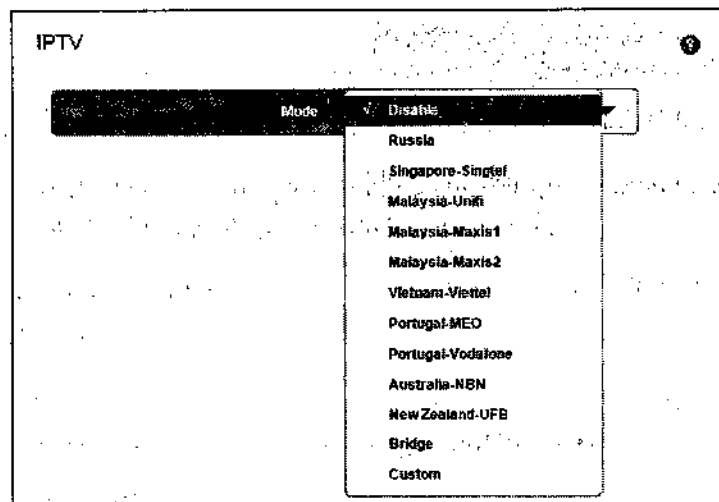 IPTV
?
Mode √ Disable
Russia
Singapore-Singtel
Malaysia-Unifi
Malaysia-Maxis1
Malaysia-Maxis2
Vietnam-Viettel
Portugal-MEO
Portugal-Vodafone
Australia-NBN
NewZealand-UFB
Bridge
Custom